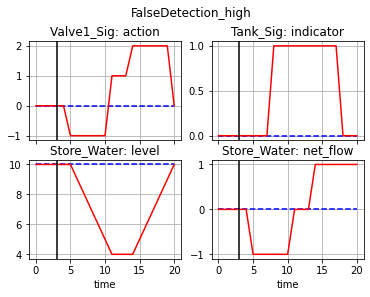 FalseDetection_high
Valve1_Sig: action
Tank_Sig: indicator
2
1
0
−1
1.0
0.5
0.0
Store_Water: level
Store_Water: net_flow
10
8
6
4
1
0
−1
0 5 10 15 20
0 5 10 15 20
time
time